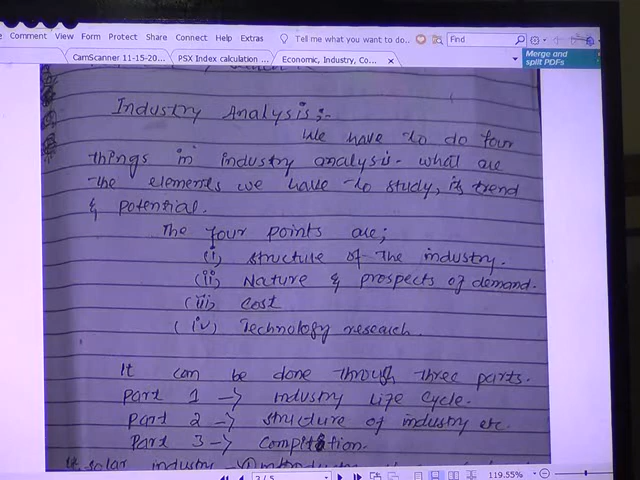 Comment View Form Protect Share Connect Help Extras Tell me what you want to do.. Find
CamScanner 11-15-20... PSX Index calculation Economic, Industry, Co... ×
Merge and
split PDFs
Industry Analysis;-
We have to do four
things in industry analysis. what are
the elements we have to study, its trend
& potential.
The four points are;
(i) structure of the industry.
(ii) Nature & prospects of demand.
(iii) cost
(iv) Technology research.
It can be done through three parts.
Part 1 -> industry Life cycle.
Part 2 -> structure of industry etc.
Part 3 -> compitition.
solar industry
2 / 5 119.55%